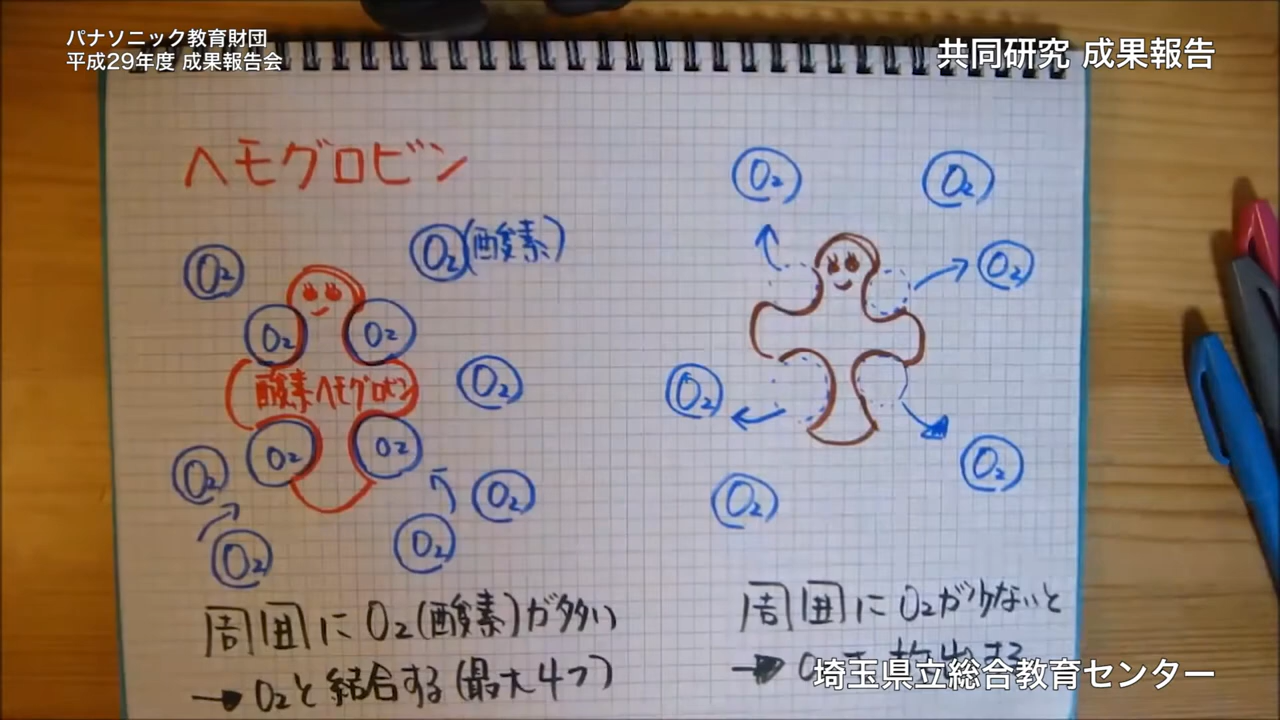 パナソニック教育財団
平成29年度 成果報告会
共同研究 成果報告
ヘモグロビン
O₂
O₂(酸素)
O₂
O₂
O₂
酸素ヘモグロビン
O₂
O₂
O₂
O₂
O₂
O₂
周囲にO₂(酸素)が多い
→O₂と結合する(最大4つ)
O₂
O₂
O₂
O₂
O₂
O₂
周囲にO₂が少ないと
→
埼玉県立総合教育センター